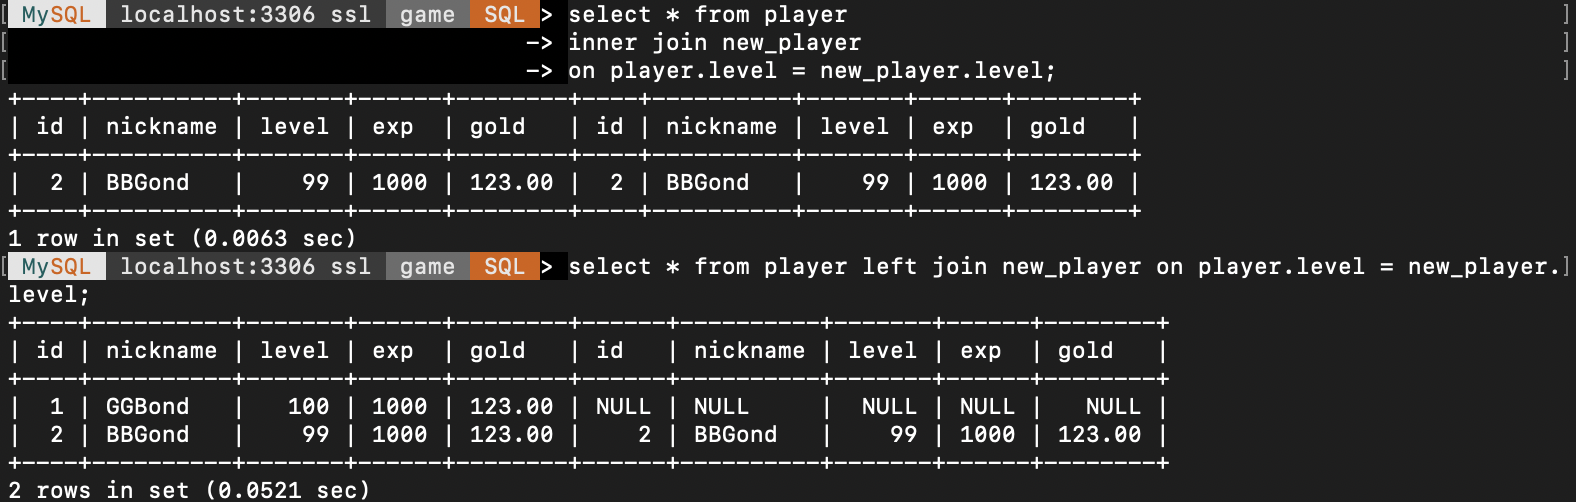 [ MySQL  localhost:3306 ssl  game  SQL > select * from player ]
[ -> inner join new_player ]
[ -> on player.level = new_player.level; ]
+----+----------+-------+------+--------+----+----------+-------+------+--------+
| id | nickname | level | exp  | gold   | id | nickname | level | exp  | gold   |
+----+----------+-------+------+--------+----+----------+-------+------+--------+
|  2 | BBGond   |    99 | 1000 | 123.00 |  2 | BBGond   |    99 | 1000 | 123.00 |
+----+----------+-------+------+--------+----+----------+-------+------+--------+
1 row in set (0.0063 sec)
[ MySQL  localhost:3306 ssl  game  SQL > select * from player left join new_player on player.level = new_player.]
level;
+----+----------+-------+------+--------+------+----------+-------+------+--------+
| id | nickname | level | exp  | gold   | id   | nickname | level | exp  | gold   |
+----+----------+-------+------+--------+------+----------+-------+------+--------+
|  1 | GGBond   |   100 | 1000 | 123.00 | NULL | NULL     |  NULL | NULL |   NULL |
|  2 | BBGond   |    99 | 1000 | 123.00 |    2 | BBGond   |    99 | 1000 | 123.00 |
+----+----------+-------+------+--------+------+----------+-------+------+--------+
2 rows in set (0.0521 sec)